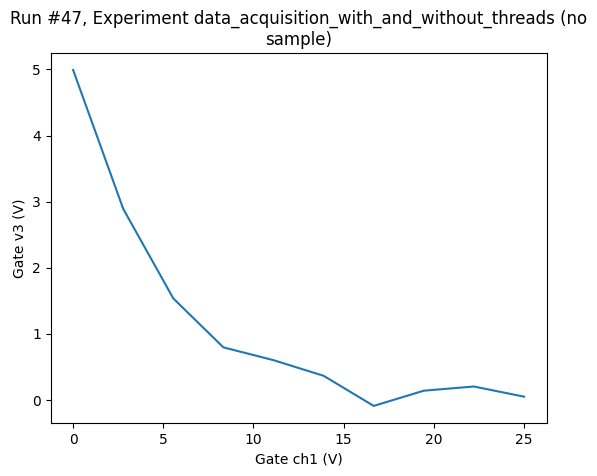 Run #47, Experiment data_acquisition_with_and_without_threads (no
sample)
5
4
3
2
1
0
Gate v3 (V)
0 5 10 15 20 25
Gate ch1 (V)